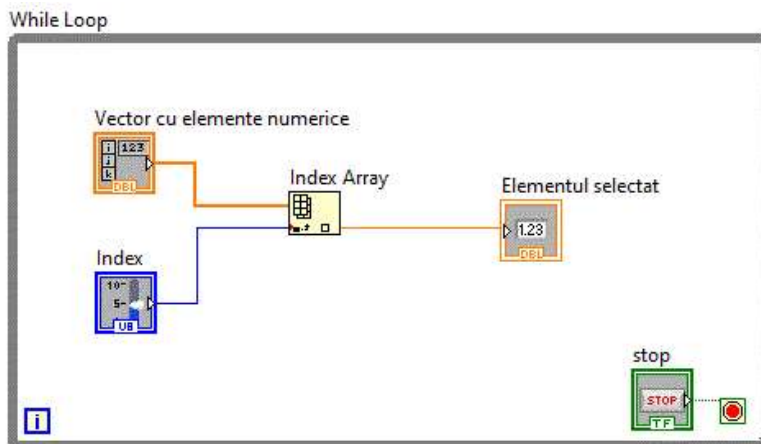 While Loop
Vector cu elemente numerice
i
j
k
123
DBL
Index Array
Elementul selectat
1.23
DBL
Index
10-
5-
U8
stop
STOP
TF
i